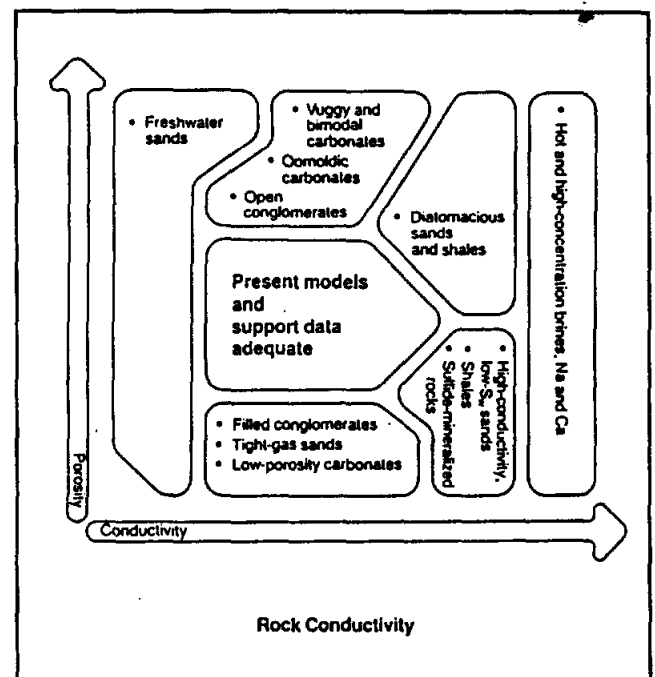 • Freshwater
sands
• Vuggy and
bimodal
carbonates
• Oomoldic
carbonates
• Open
conglomerates
• Diatomacious
sands
and shales
• Hot and high-concentration brines, Na and Ca
Present models
and
support data
adequate
• High-conductivity,
low-Sw sands
• Shales
• Sulfide-mineralized
rocks
• Filled conglomerates
• Tight-gas sands
• Low-porosity carbonates
Porosity
Conductivity
Rock Conductivity